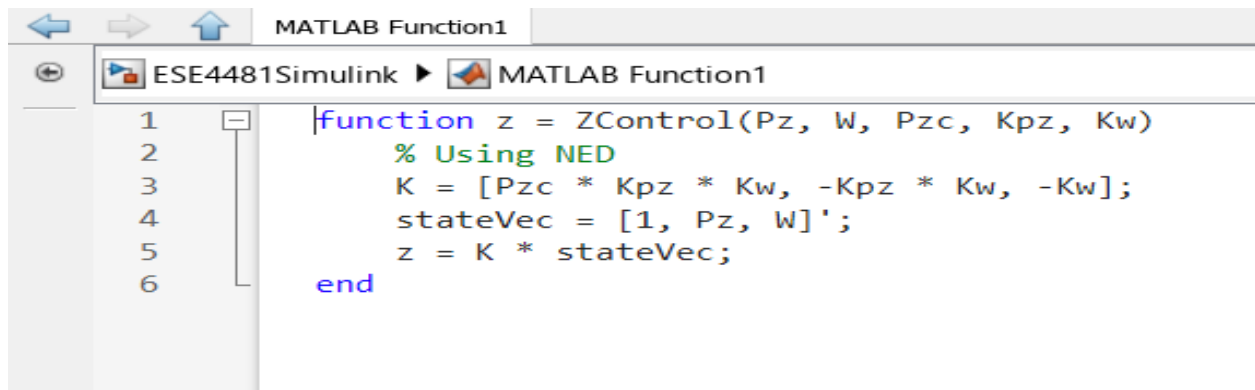 MATLAB Function1
ESE4481Simulink ▶ MATLAB Function1
1 function z = ZControl(Pz, W, Pzc, Kpz, Kw)
2 % Using NED
3 K = [Pzc * Kpz * Kw, -Kpz * Kw, -Kw];
4 stateVec = [1, Pz, W]';
5 z = K * stateVec;
6 end